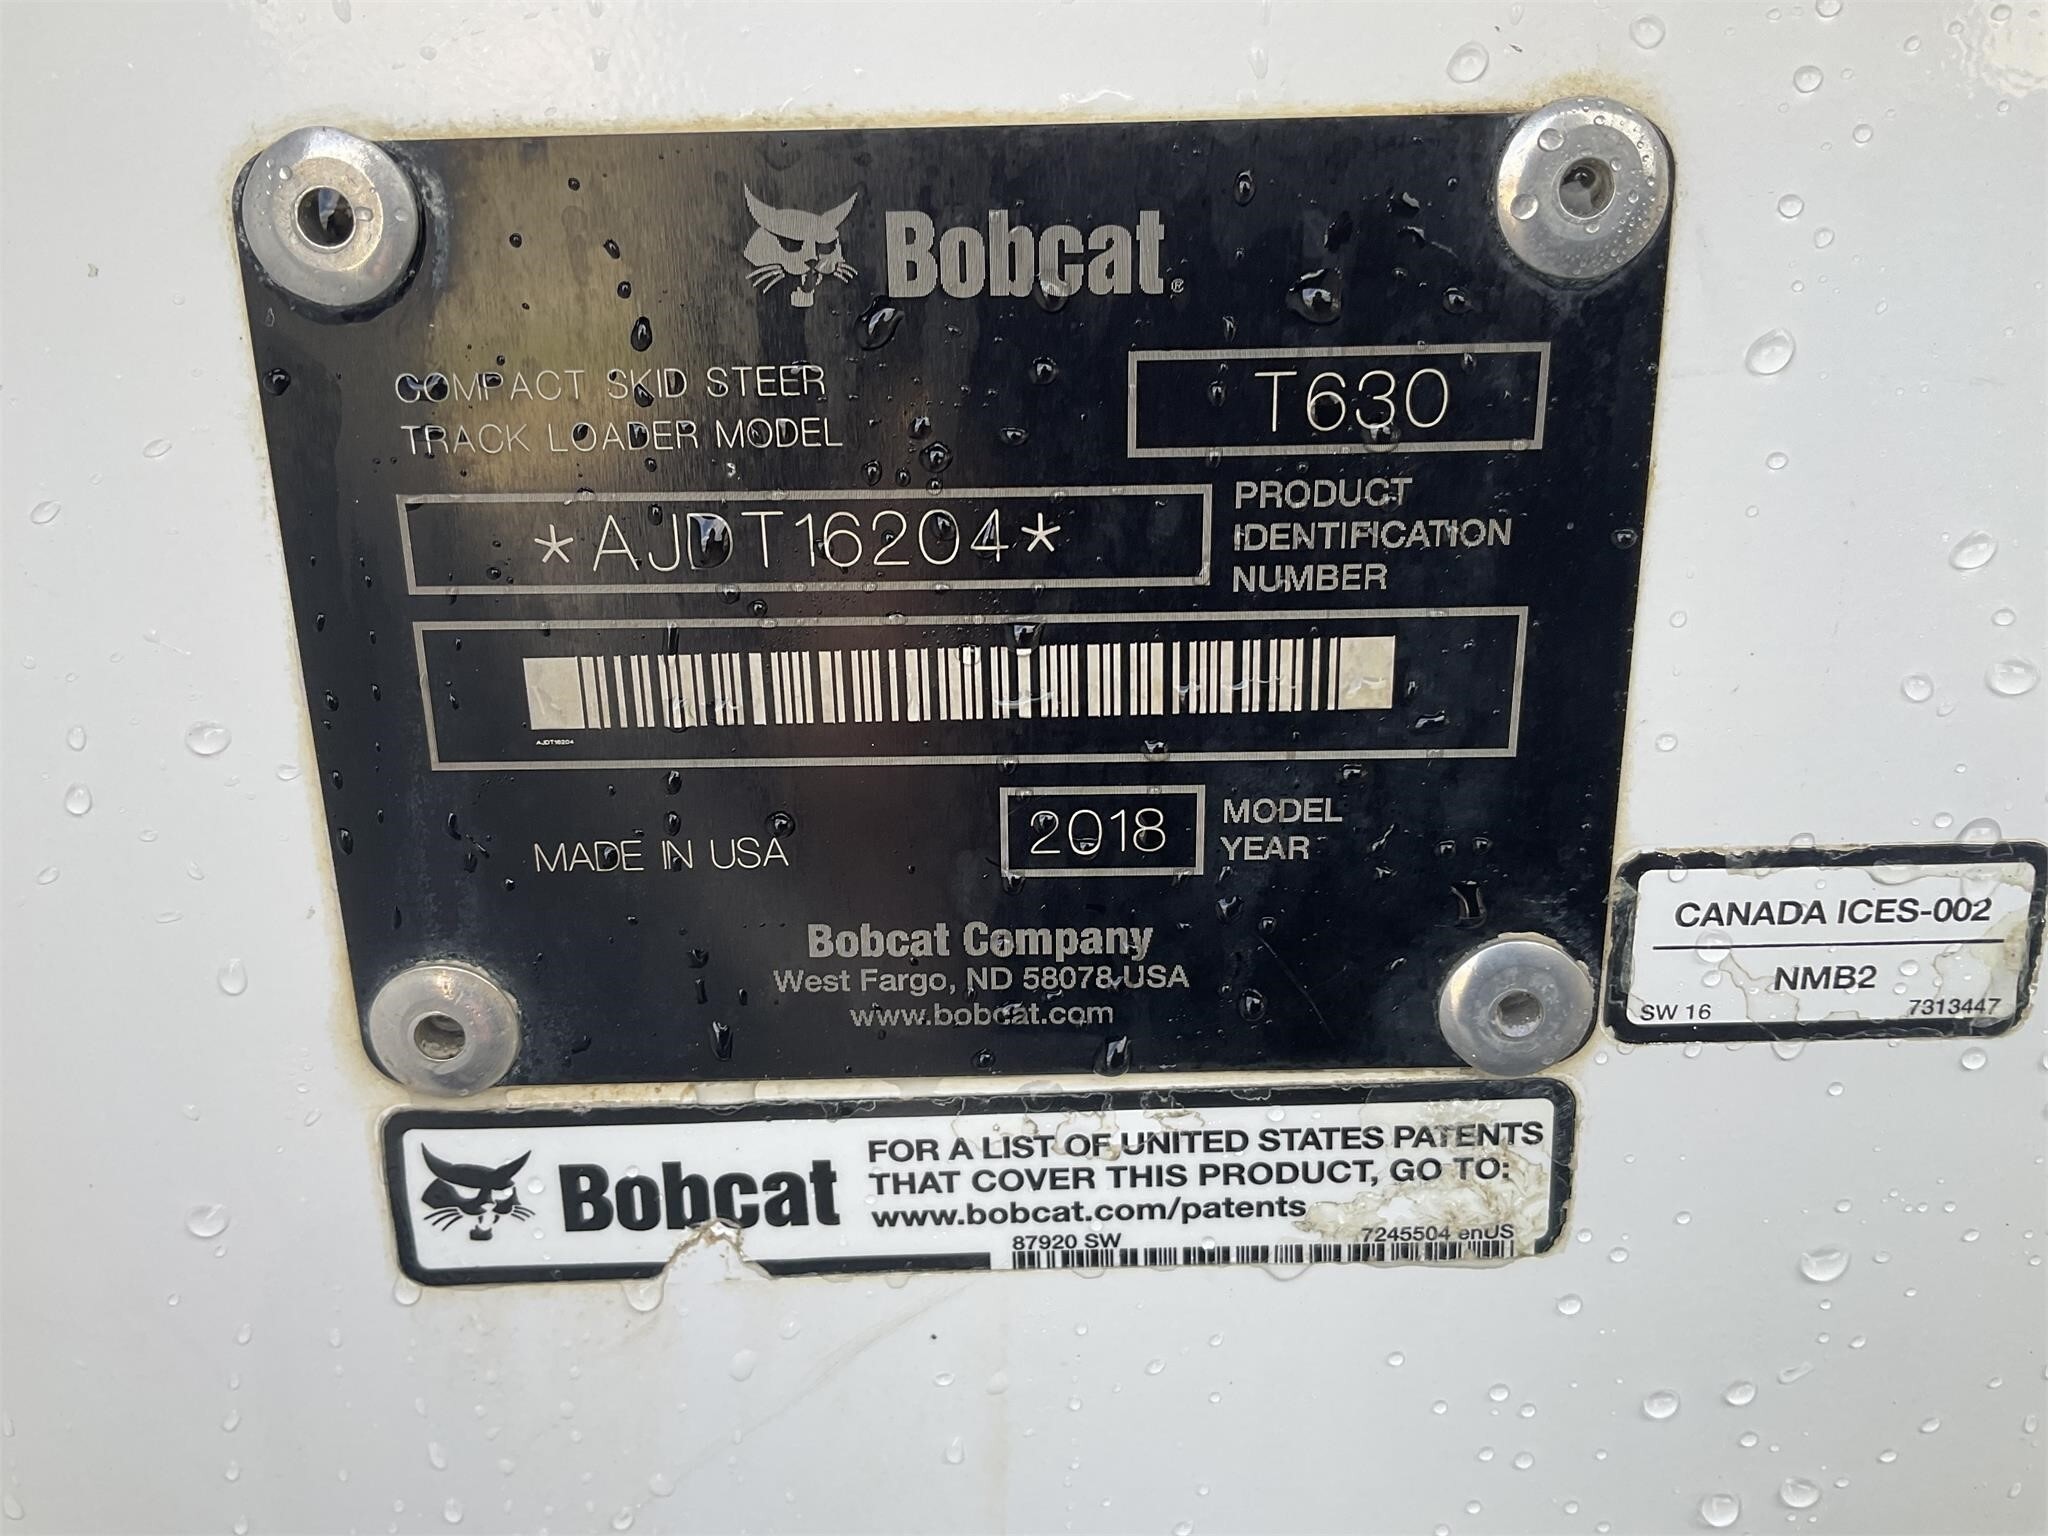 Bobcat®
COMPACT SKID STEER
TRACK LOADER MODEL
T630
*AJDT16204*
PRODUCT
IDENTIFICATION
NUMBER
AJDT16204
MADE IN USA
2018
MODEL
YEAR
Bobcat Company
West Fargo, ND 58078 USA
www.bobcat.com
CANADA ICES-002
NMB2
SW 16 7313447
Bobcat
FOR A LIST OF UNITED STATES PATENTS
THAT COVER THIS PRODUCT, GO TO:
www.bobcat.com/patents
87920 SW 7245504 enUS